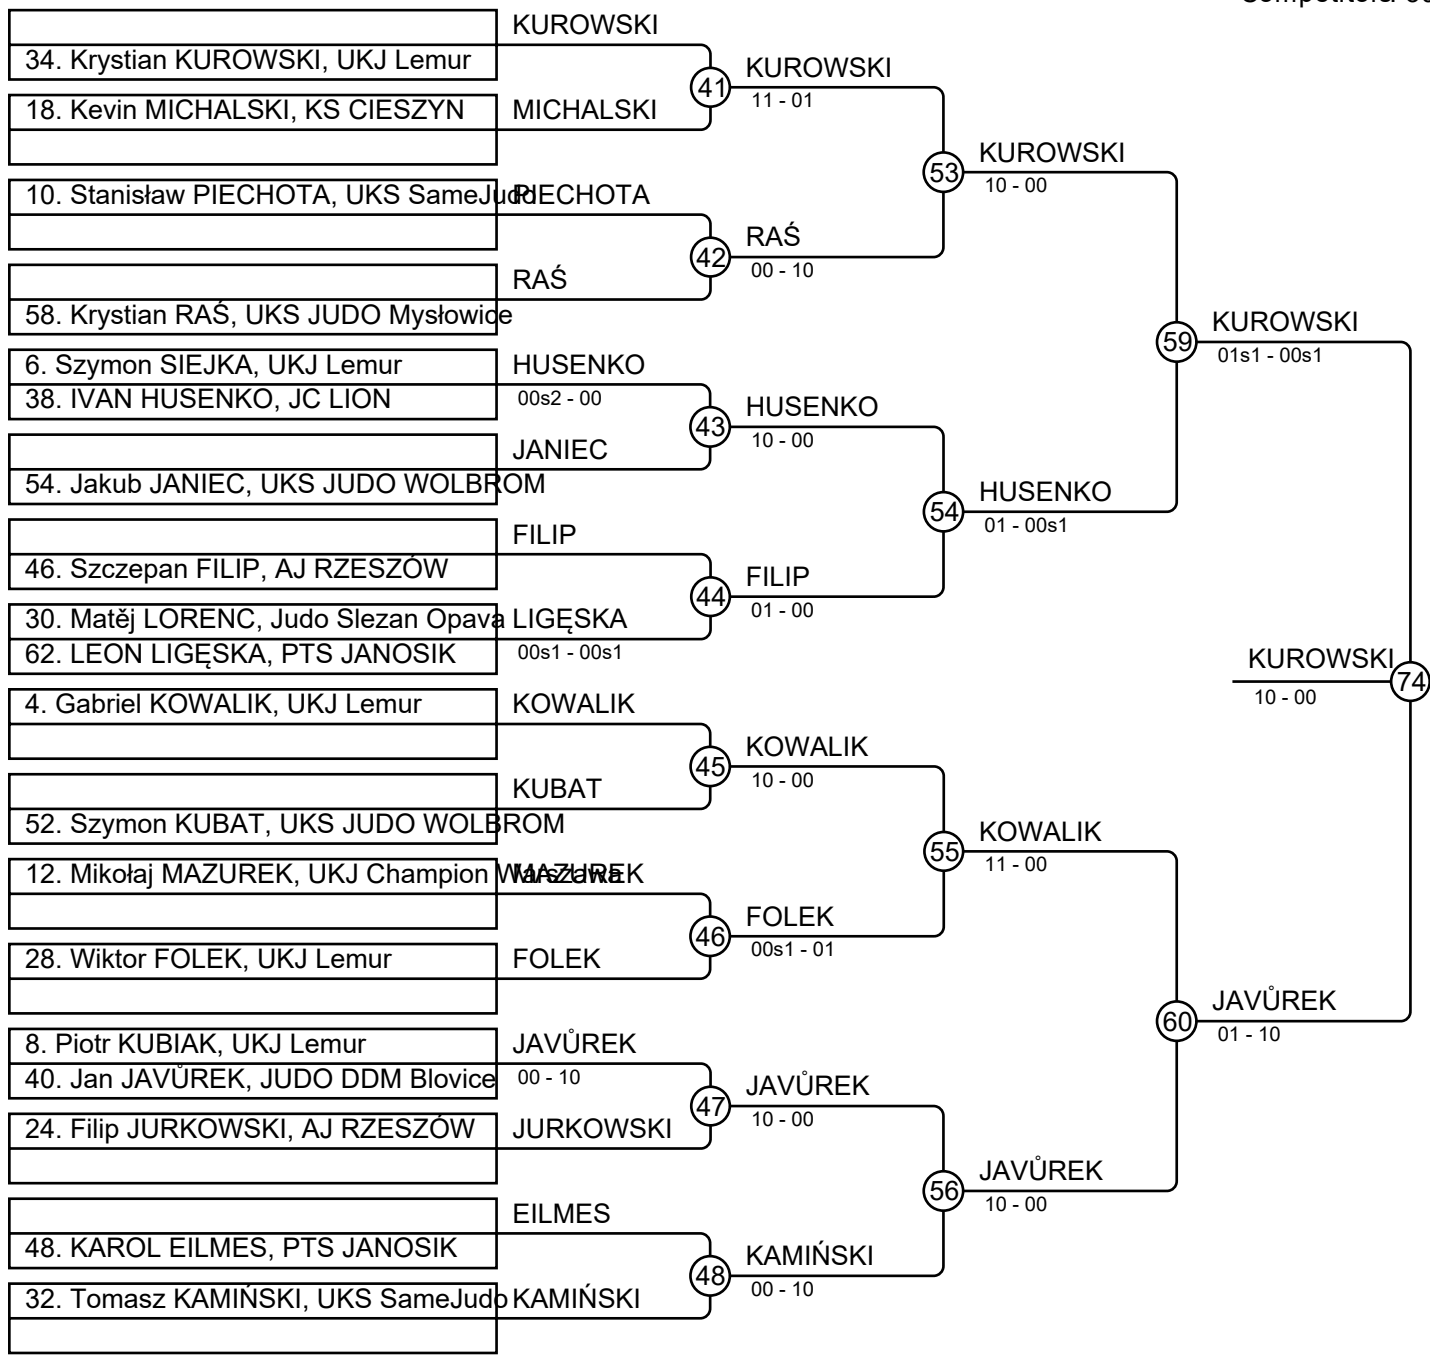 KUROWSKI
34. Krystian KUROWSKI, UKJ Lemur
41
KUROWSKI
11 - 01
18. Kevin MICHALSKI, KS CIESZYN
MICHALSKI
53
KUROWSKI
10 - 00
10. Stanisław PIECHOTA, UKS SameJudo
PIECHOTA
42
RAŚ
00 - 10
RAŚ
58. Krystian RAŚ, UKS JUDO Mysłowice
59
KUROWSKI
01s1 - 00s1
6. Szymon SIEJKA, UKJ Lemur
HUSENKO
38. IVAN HUSENKO, JC LION
00s2 - 00
43
HUSENKO
10 - 00
JANIEC
54. Jakub JANIEC, UKS JUDO WOLBROM
54
HUSENKO
01 - 00s1
FILIP
46. Szczepan FILIP, AJ RZESZÓW
44
FILIP
01 - 00
30. Matěj LORENC, Judo Slezan Opava
LIGĘSKA
62. LEON LIGĘSKA, PTS JANOSIK
00s1 - 00s1
KUROWSKI
74
10 - 00
4. Gabriel KOWALIK, UKJ Lemur
KOWALIK
45
KOWALIK
10 - 00
KUBAT
52. Szymon KUBAT, UKS JUDO WOLBROM
55
KOWALIK
11 - 00
12. Mikołaj MAZUREK, UKJ Champion Warszawa
MAZUREK
46
FOLEK
00s1 - 01
28. Wiktor FOLEK, UKJ Lemur
FOLEK
60
JAVŮREK
01 - 10
8. Piotr KUBIAK, UKJ Lemur
JAVŮREK
40. Jan JAVŮREK, JUDO DDM Blovice
00 - 10
47
JAVŮREK
10 - 00
24. Filip JURKOWSKI, AJ RZESZÓW
JURKOWSKI
56
JAVŮREK
10 - 00
EILMES
48. KAROL EILMES, PTS JANOSIK
48
KAMIŃSKI
00 - 10
32. Tomasz KAMIŃSKI, UKS SameJudo
KAMIŃSKI